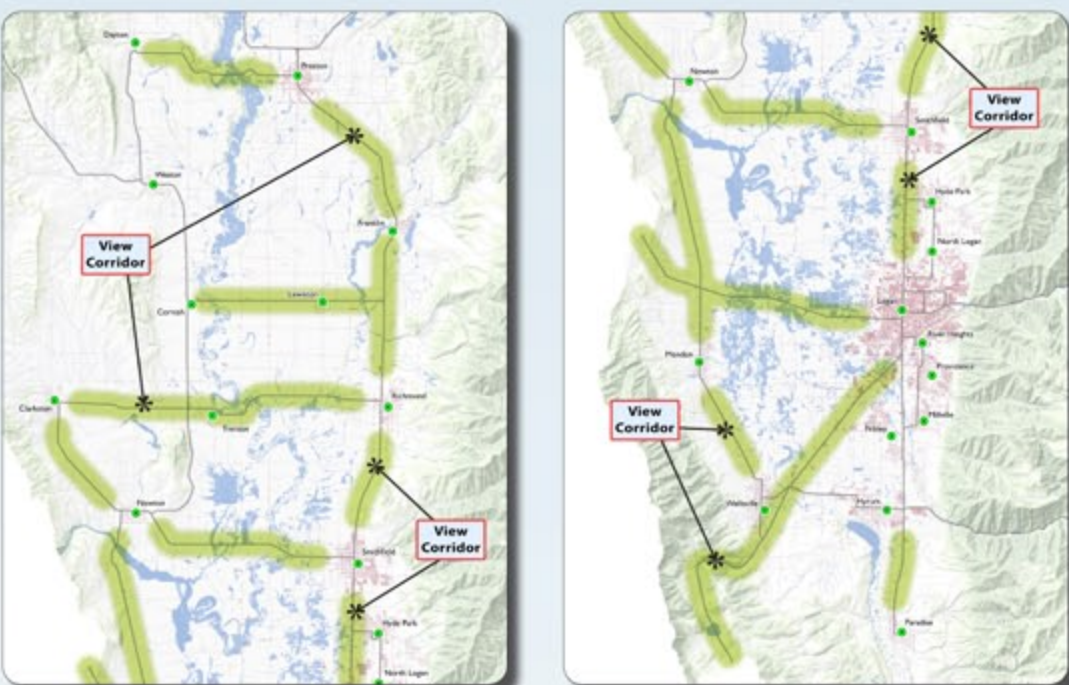 Dayton
Preston
Weston
Franklin
View
Corridor
Lewiston
Cornish
Clarkston
Trenton
Richmond
Newton
View
Corridor
Smithfield
Hyde Park
North Logan
Newton
View
Corridor
Smithfield
Hyde Park
North Logan
Logan
River Heights
Mendon
Providence
View
Corridor
Millville
Nibley
Wellsville
Hyrum
Paradise